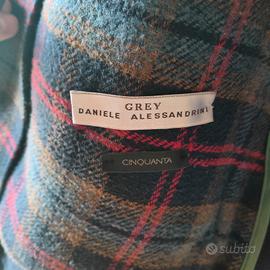 GREY
DANIELE ALESSANDRINI
CINQUANTA
subito